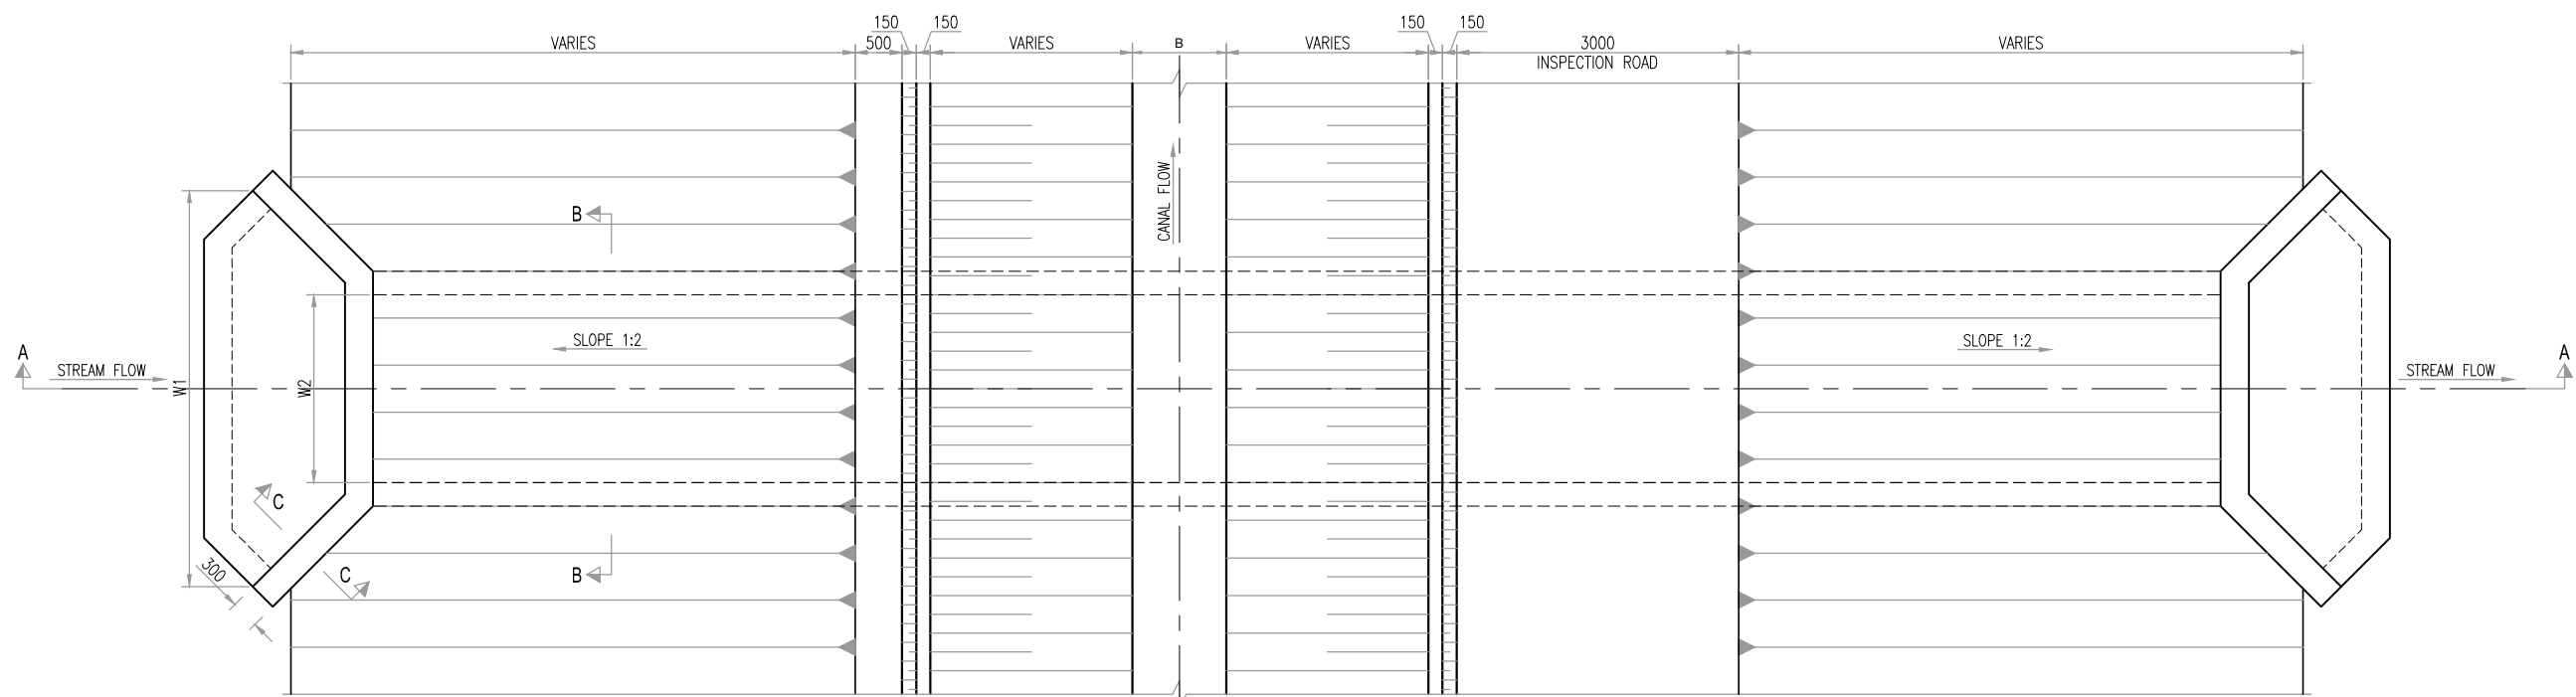 150 150 150 150
VARIES 500 VARIES B VARIES 3000 VARIES
INSPECTION ROAD
CANAL FLOW
B
SLOPE 1:2 SLOPE 1:2
A A
STREAM FLOW STREAM FLOW
W1 W2
C
B
C
300